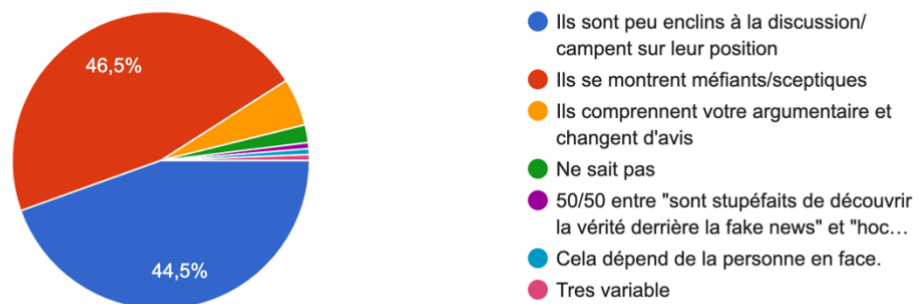 46,5%
44,5%
Ils sont peu enclins à la discussion/
campent sur leur position
Ils se montrent méfiants/sceptiques
Ils comprennent votre argumentaire et
changent d'avis
Ne sait pas
50/50 entre "sont stupéfaits de découvrir
la vérité derrière la fake news" et "hoc…
Cela dépend de la personne en face.
Tres variable